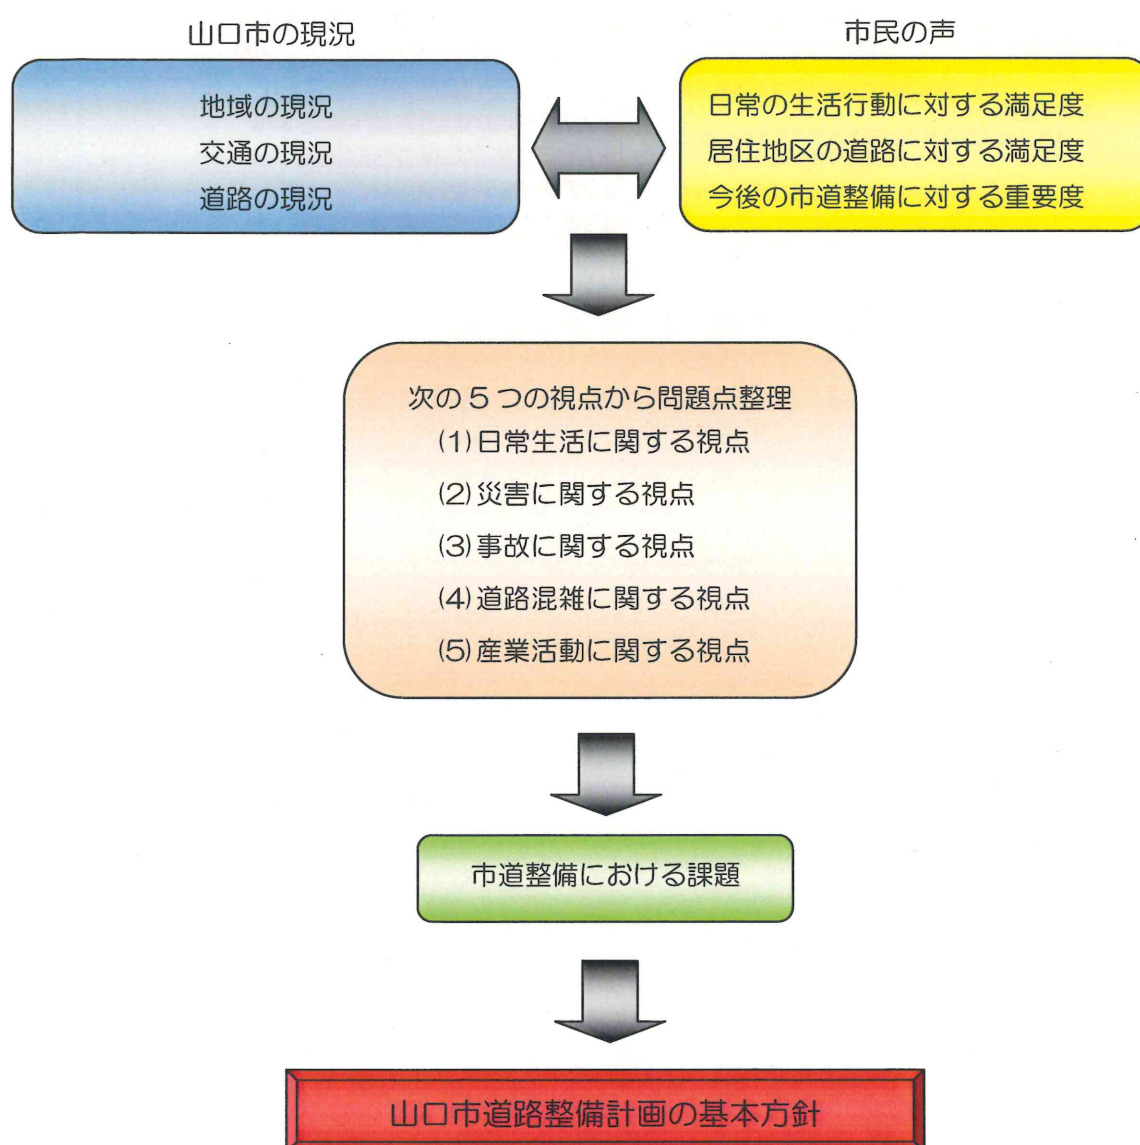 山口市の現況
地域の現況
交通の現況
道路の現況
市民の声
日常の生活行動に対する満足度
居住地区の道路に対する満足度
今後の市道整備に対する重要度
次の5つの視点から問題点整理
(1)日常生活に関する視点
(2)災害に関する視点
(3)事故に関する視点
(4)道路混雑に関する視点
(5)産業活動に関する視点
市道整備における課題
山口市道路整備計画の基本方針